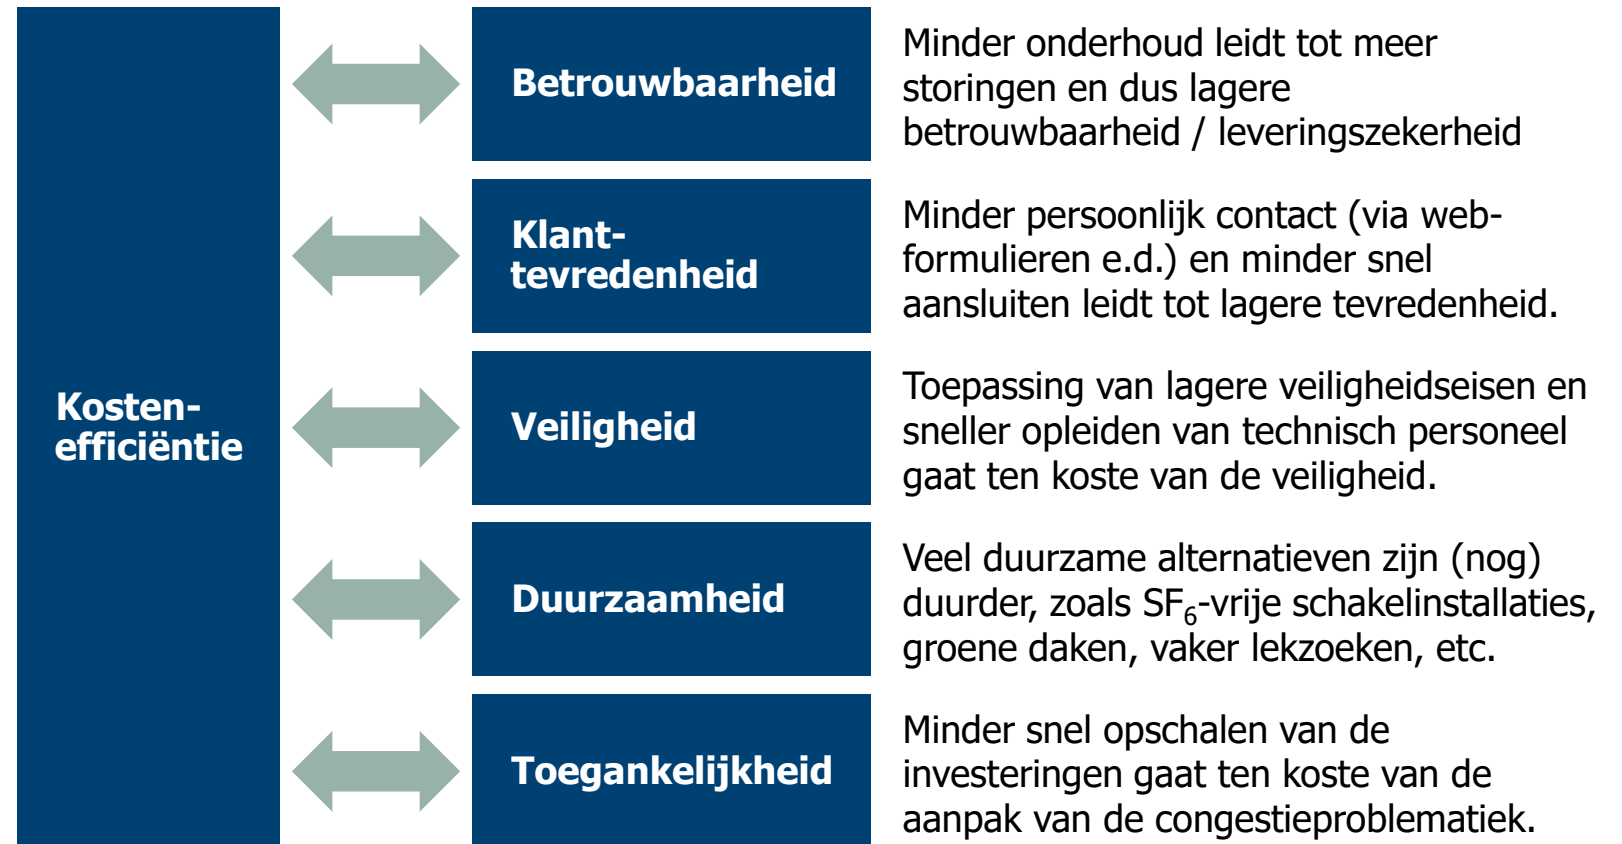 Kosten-
efficiëntie
Betrouwbaarheid
Minder onderhoud leidt tot meer
storingen en dus lagere
betrouwbaarheid / leveringszekerheid
Klant-
tevredenheid
Minder persoonlijk contact (via web-
formulieren e.d.) en minder snel
aansluiten leidt tot lagere tevredenheid.
Veiligheid
Toepassing van lagere veiligheidseisen en
sneller opleiden van technisch personeel
gaat ten koste van de veiligheid.
Duurzaamheid
Veel duurzame alternatieven zijn (nog)
duurder, zoals SF₆-vrije schakelinstallaties,
groene daken, vaker lekzoeken, etc.
Toegankelijkheid
Minder snel opschalen van de
investeringen gaat ten koste van de
aanpak van de congestieproblematiek.